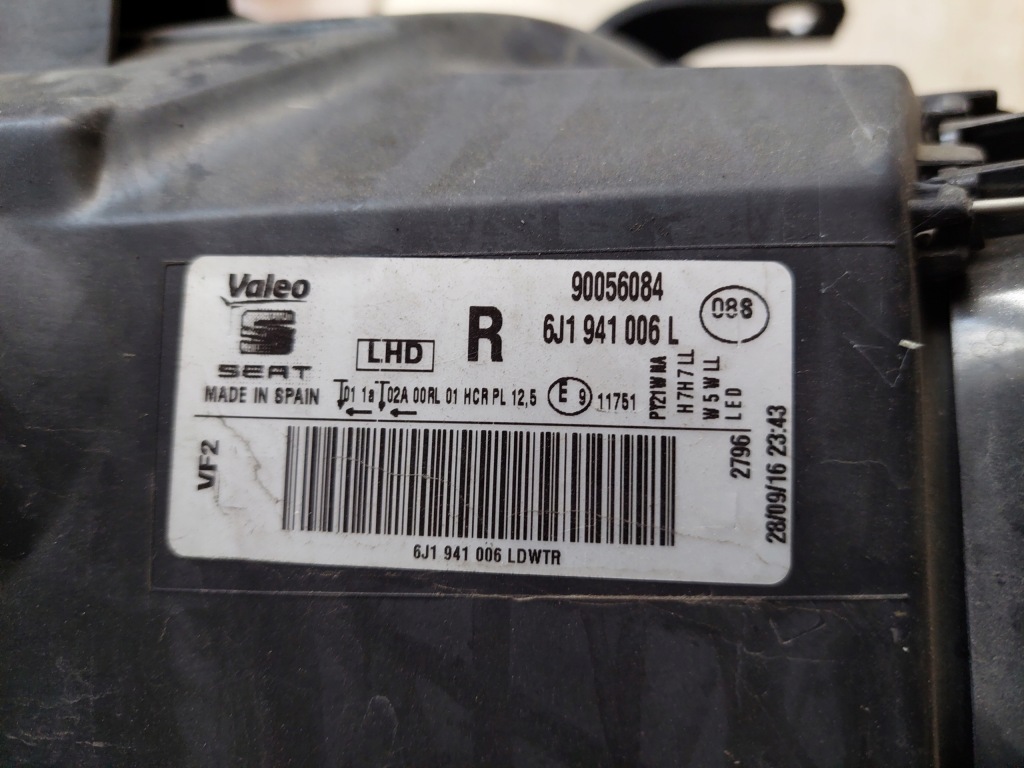 Valeo
SEAT
MADE IN SPAIN
LHD
R
90056084
6J1 941 006 L
088
01 1a 02A 00RL 01 HCR PL 12,5
E 9
11751
PY21W NA
H7H7 LL
W5W LL
LED
VF2
2796
28/09/16 23:43
6J1 941 006 LDWTR